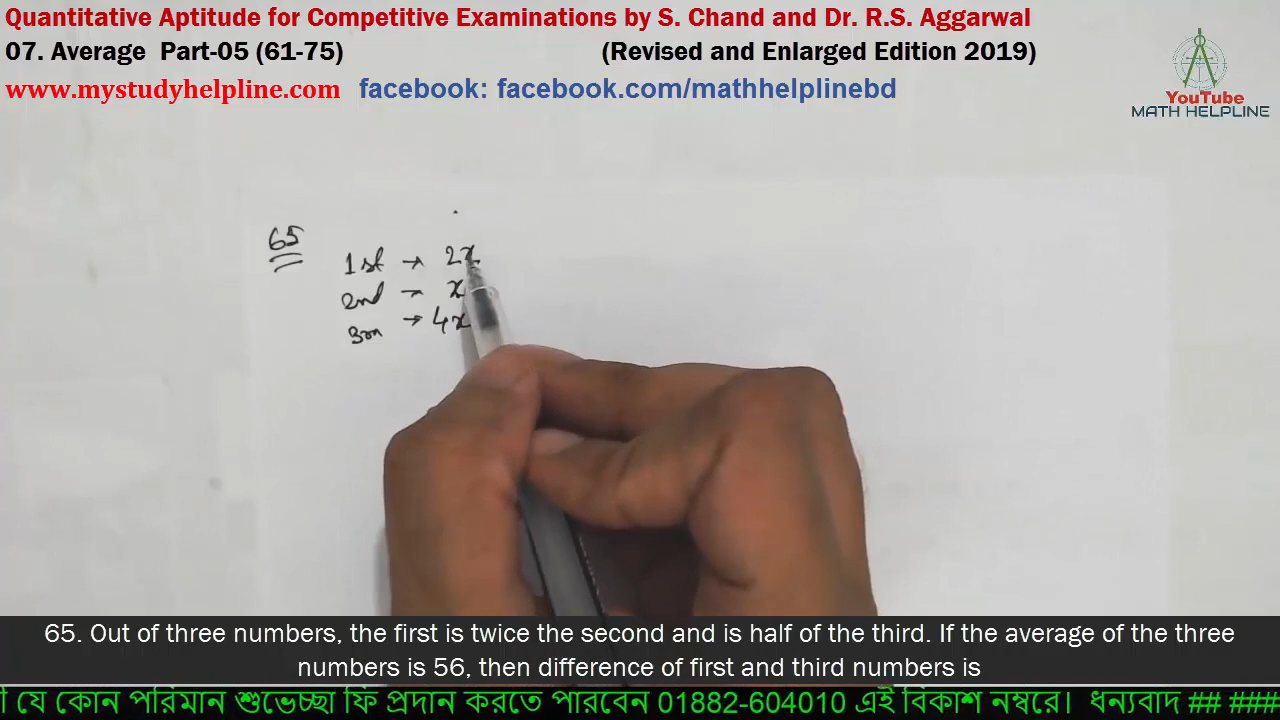 Quantitative Aptitude for Competitive Examinations by S. Chand and Dr. R.S. Aggarwal
07. Average Part-05 (61-75) (Revised and Enlarged Edition 2019)
www.mystudyhelpline.com facebook: facebook.com/mathhelplinebd
YouTube
MATH HELPLINE
65
1st → 2x
2nd → x
3rd → 4x
65. Out of three numbers, the first is twice the second and is half of the third. If the average of the three
numbers is 56, then difference of first and third numbers is
যে কোন পরিমান শুভেচ্ছা ফি প্রদান করতে পারবেন 01882-604010 এই বিকাশ নম্বরে। ধন্যবাদ ## ###